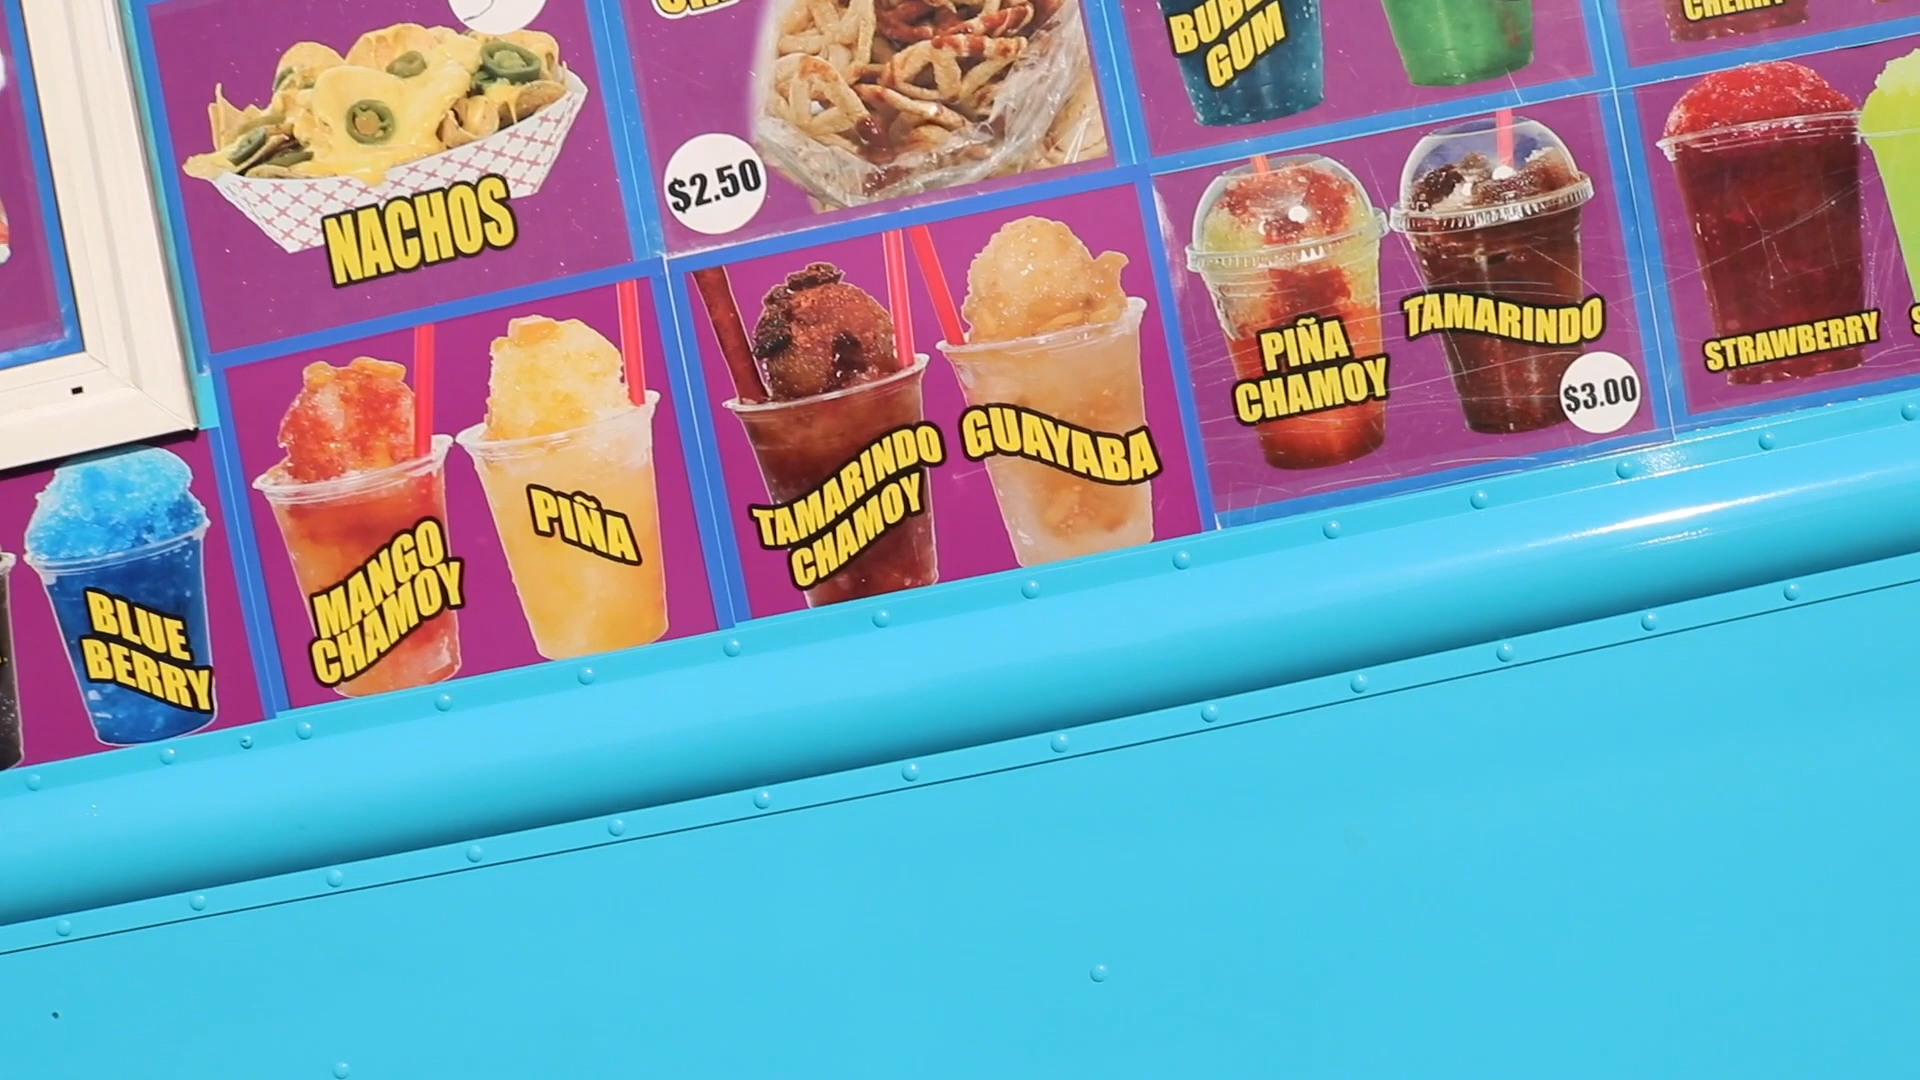 $2.50
GUM
NACHOS
PIÑA
CHAMOY
TAMARINDO
$3.00
STRAWBERRY
TAMARINDO
CHAMOY
GUAYABA
MANGO
CHAMOY
PIÑA
BLUE
BERRY